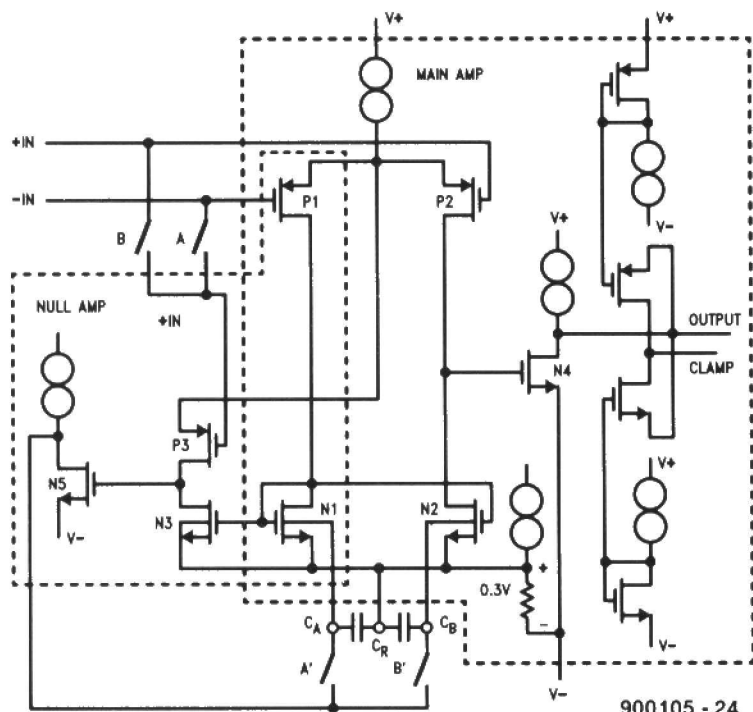 V+
V+
MAIN AMP
+IN
-IN
P1
P2
B
A
V+
V-
NULL AMP
+IN
OUTPUT
N4
CLAMP
P3
N5
V+
N3
N1
N2
V-
+
0.3V
-
CA
CR
CB
A'
B'
V-
V-
900105 - 24